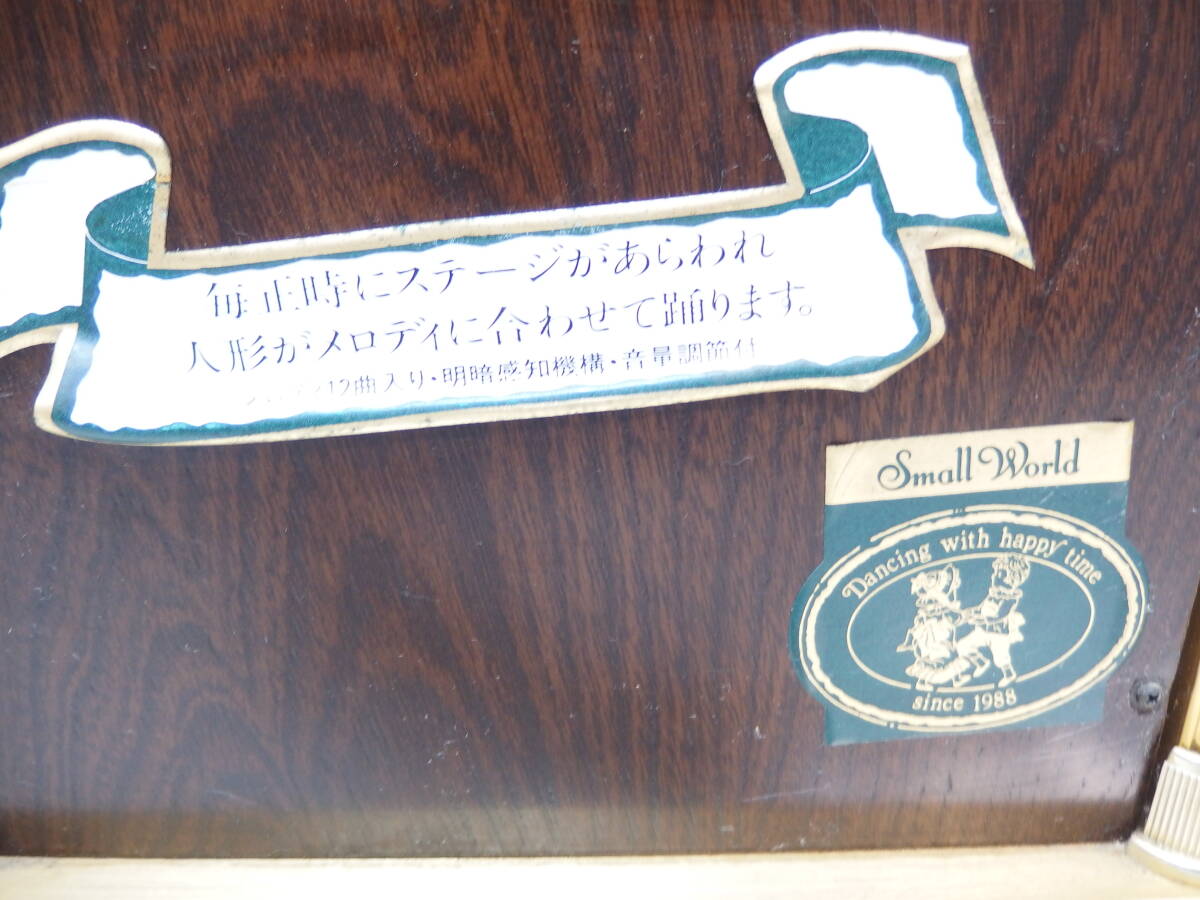 毎正時にステージがあらわれ
人形がメロディに合わせて踊ります。
12曲入り・明暗感知機構・音量調節付
Small World
Dancing with happy time
since 1988